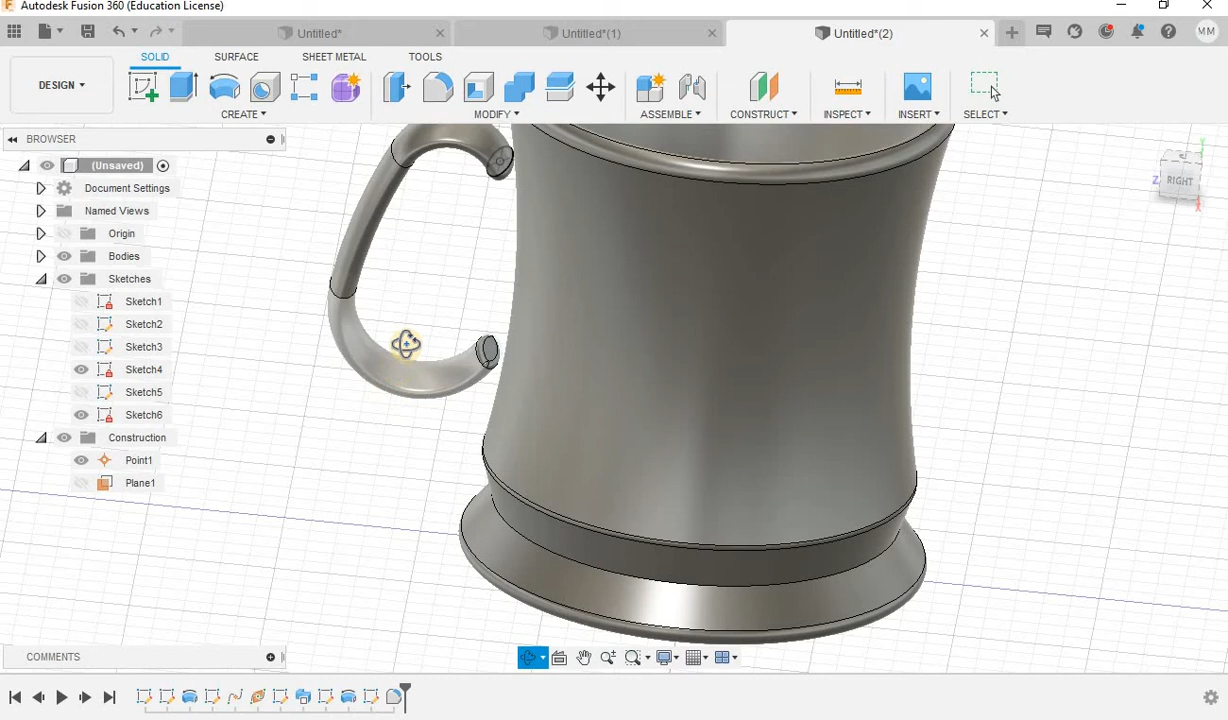 Autodesk Fusion 360 (Education License)
Untitled*
Untitled*(1)
Untitled*(2)
MM
SOLID
SURFACE
SHEET METAL
TOOLS
DESIGN
CREATE
MODIFY
ASSEMBLE
CONSTRUCT
INSPECT
INSERT
SELECT
BROWSER
(Unsaved)
Document Settings
Named Views
Origin
Bodies
Sketches
Sketch1
Sketch2
Sketch3
Sketch4
Sketch5
Sketch6
Construction
Point1
Plane1
Y
Z
RIGHT
X
COMMENTS